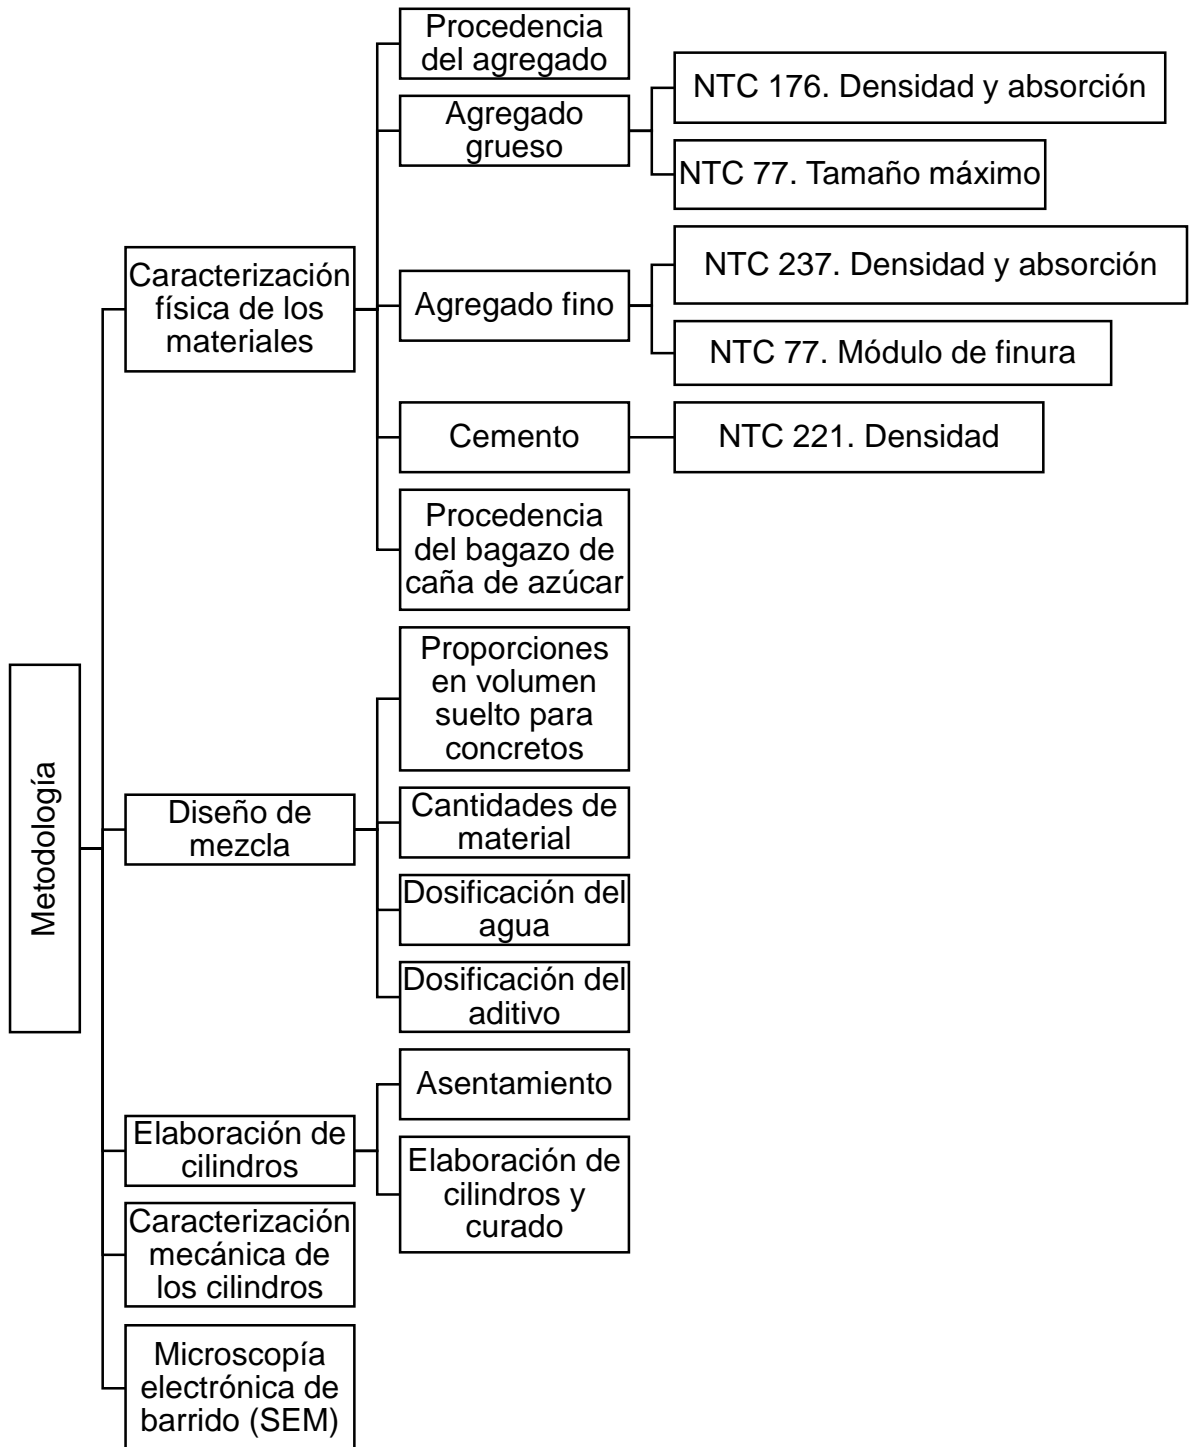 Metodología
Caracterización
física de los
materiales
Procedencia
del agregado
Agregado
grueso
NTC 176. Densidad y absorción
NTC 77. Tamaño máximo
Agregado fino
NTC 237. Densidad y absorción
NTC 77. Módulo de finura
Cemento
NTC 221. Densidad
Procedencia
del bagazo de
caña de azúcar
Diseño de
mezcla
Proporciones
en volumen
suelto para
concretos
Cantidades de
material
Dosificación del
agua
Dosificación del
aditivo
Elaboración de
cilindros
Asentamiento
Elaboración de
cilindros y
curado
Caracterización
mecánica de
los cilindros
Microscopía
electrónica de
barrido (SEM)